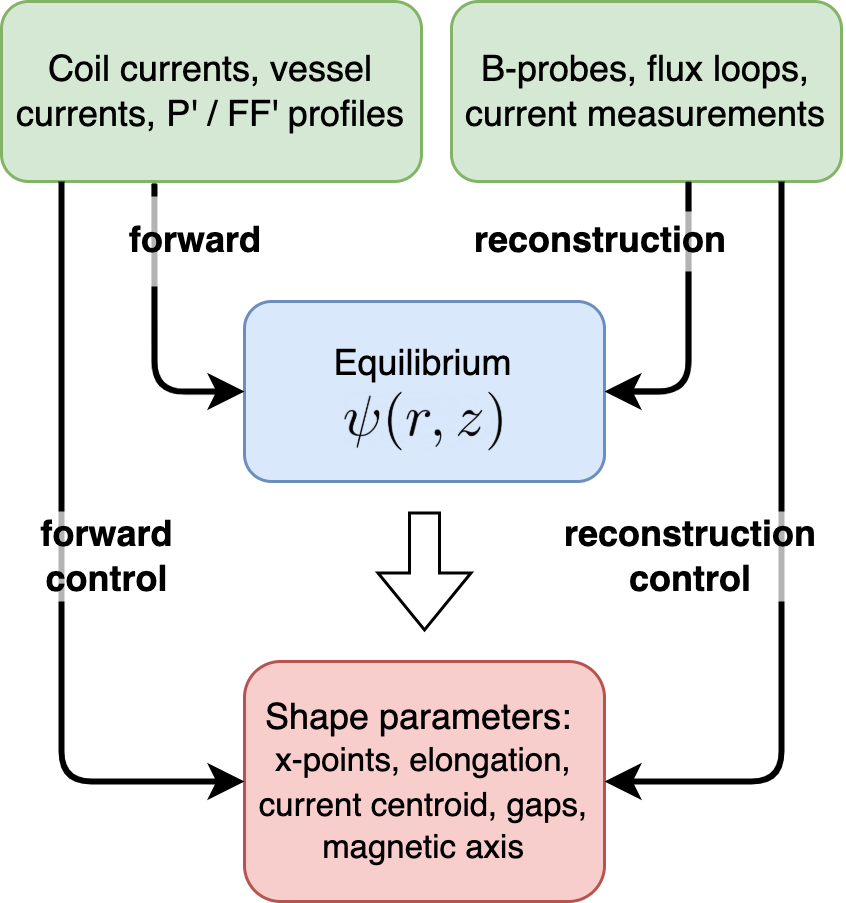 Coil currents, vessel
currents, P' / FF' profiles
B-probes, flux loops,
current measurements
forward
reconstruction
Equilibrium
ψ(r, z)
forward
control
reconstruction
control
Shape parameters:
x-points, elongation,
current centroid, gaps,
magnetic axis